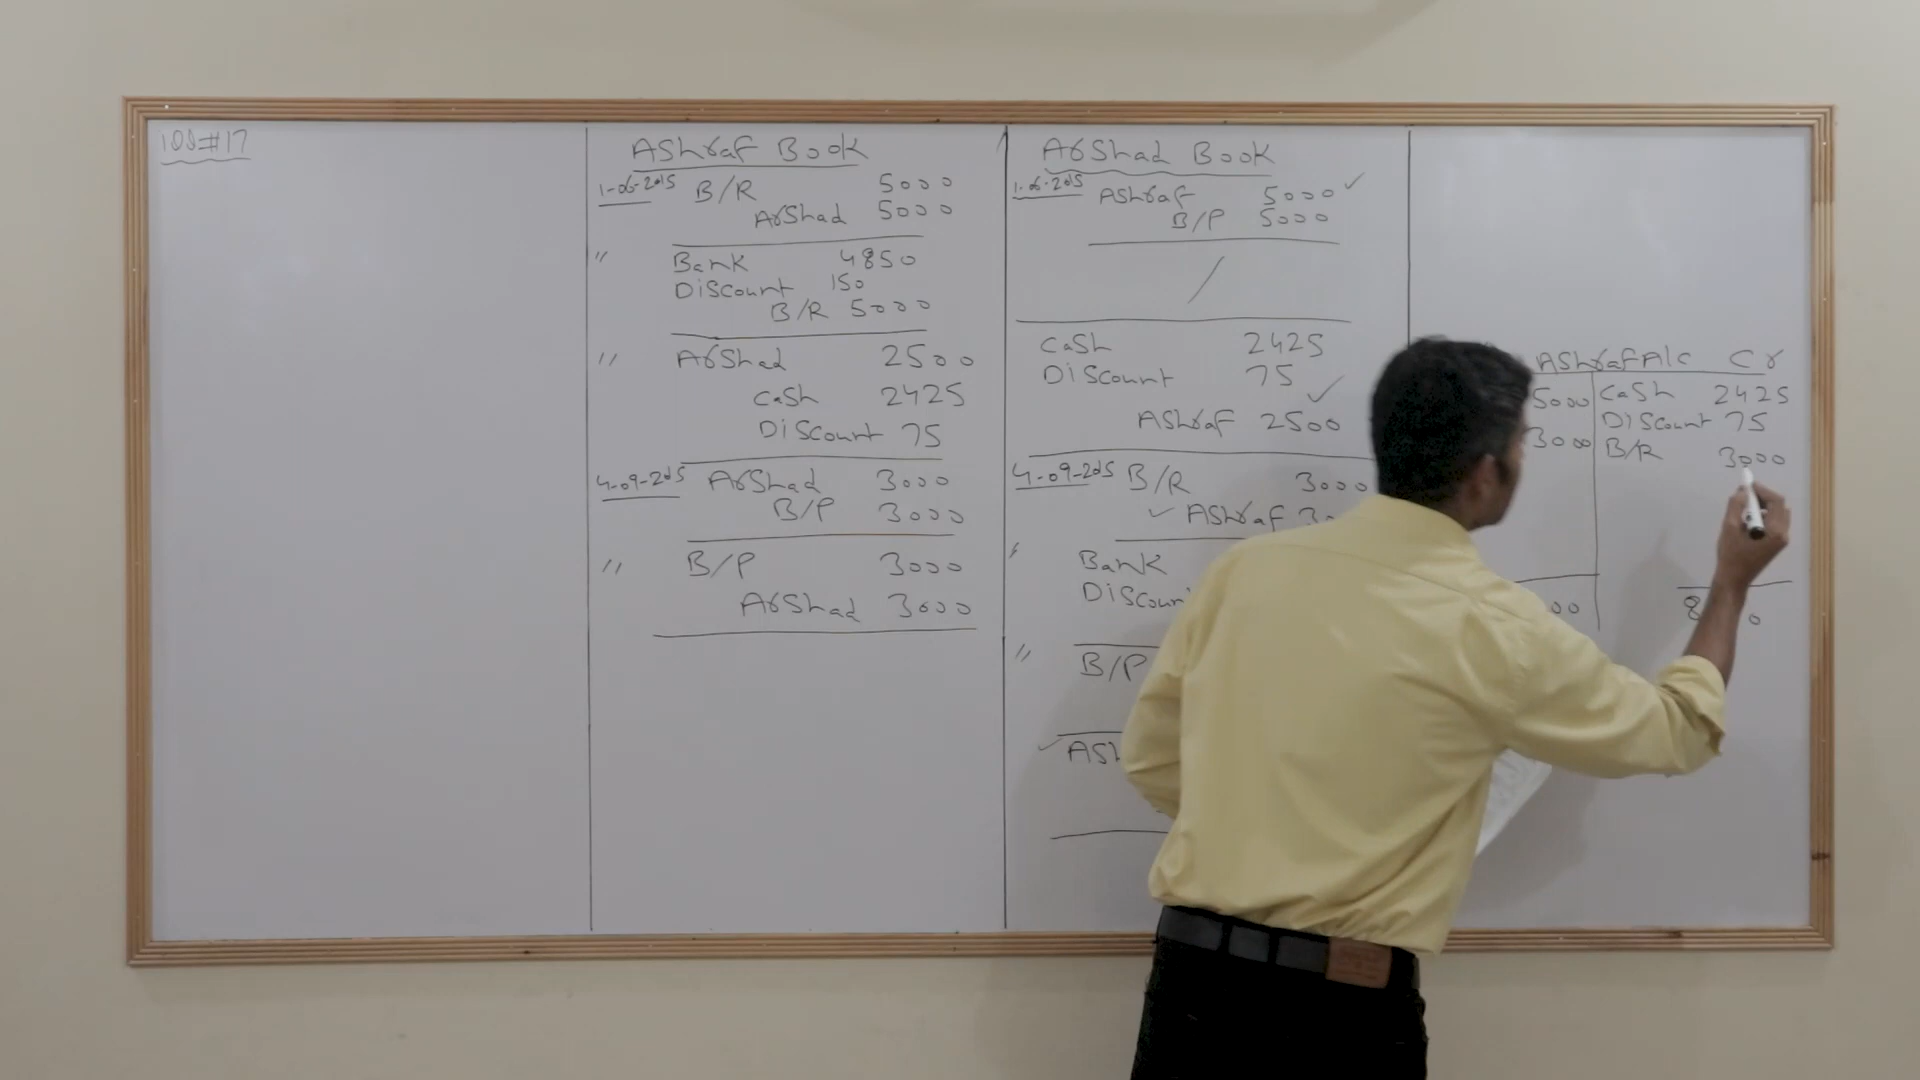 108#17
Ashraf Book
1-06-2015 B/R 5000
Arshad 5000
" Bank 4850
Discount 150
B/R 5000
" Arshad 2500
Cash 2425
Discount 75
4-09-2015 Arshad 3000
B/P 3000
" B/P 3000
Arshad 3000
Arshad Book
1-06-2015 Ashraf 5000 ✓
B/P 5000
/
Cash 2425
Discount 75
Ashraf 2500 ✓
4-09-2015 B/R 3000
✓ Ashraf
" Bank
" B/P
✓
Ashraf A/c Cr
5000 Cash 2425
Discount 75
3000 B/R 3000